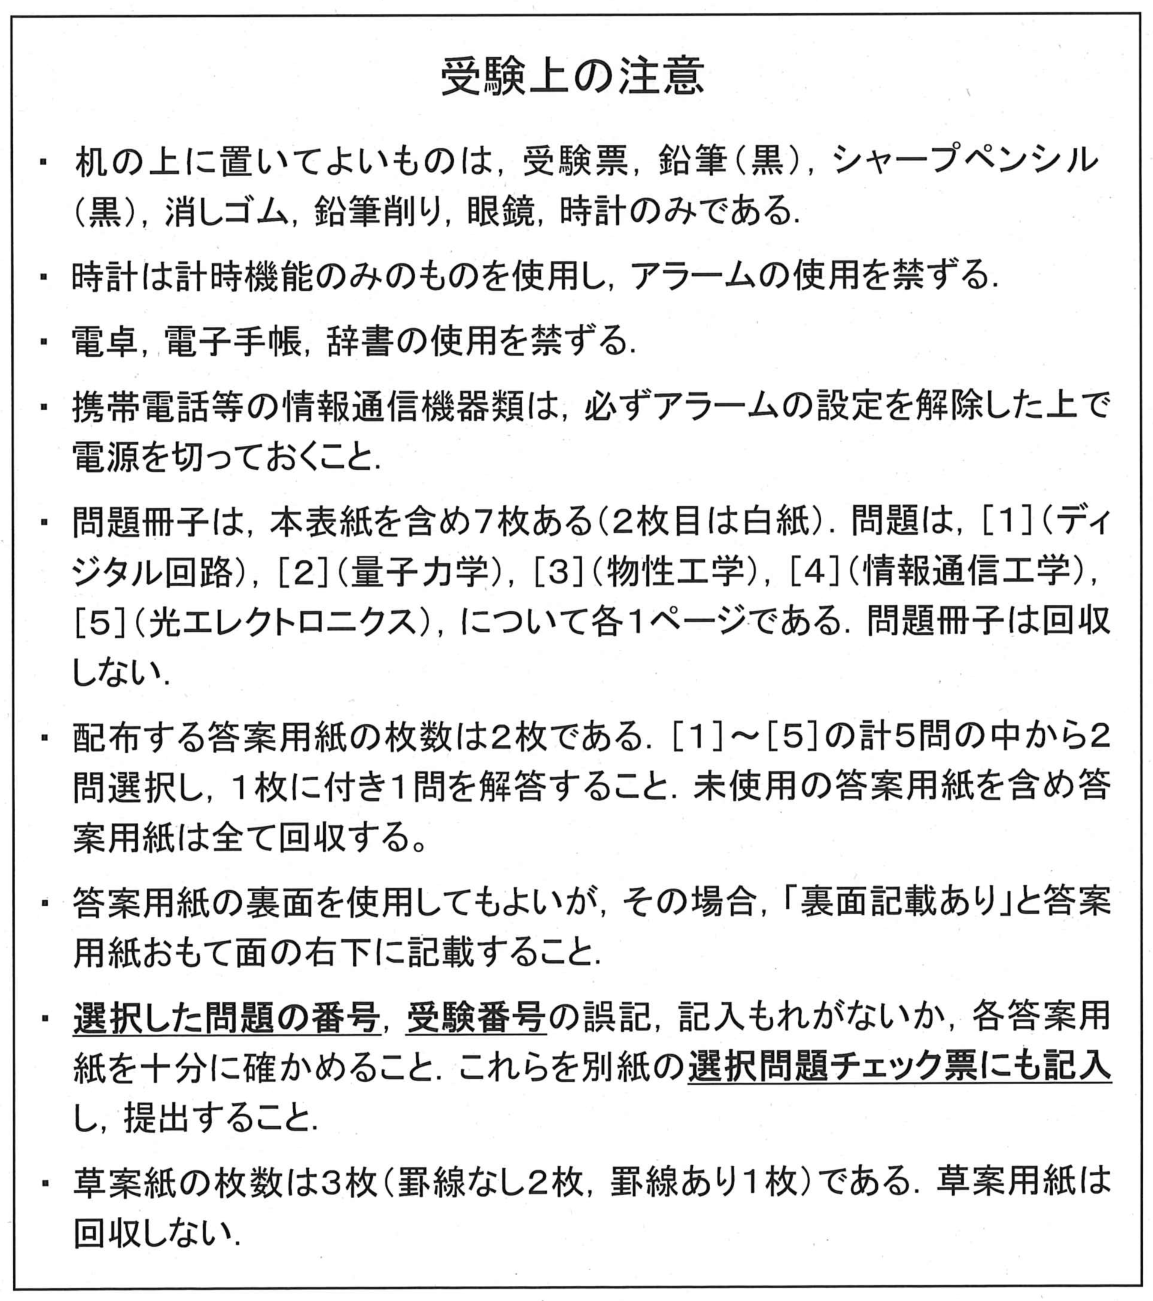 受験上の注意
・ 机の上に置いてよいものは, 受験票, 鉛筆(黒), シャープペンシル
(黒), 消しゴム, 鉛筆削り, 眼鏡, 時計のみである.
・ 時計は計時機能のみのものを使用し, アラームの使用を禁ずる.
・ 電卓, 電子手帳, 辞書の使用を禁ずる.
・ 携帯電話等の情報通信機器類は, 必ずアラームの設定を解除した上で
電源を切っておくこと.
・ 問題冊子は, 本表紙を含め7枚ある(2枚目は白紙). 問題は, [1](ディ
ジタル回路), [2](量子力学), [3](物性工学), [4](情報通信工学),
[5](光エレクトロニクス), について各1ページである. 問題冊子は回収
しない.
・ 配布する答案用紙の枚数は2枚である. [1]～[5]の計5問の中から2
問選択し, 1枚に付き1問を解答すること. 未使用の答案用紙を含め答
案用紙は全て回収する。
・ 答案用紙の裏面を使用してもよいが, その場合, 「裏面記載あり」と答案
用紙おもて面の右下に記載すること.
・ 選択した問題の番号, 受験番号の誤記, 記入もれがないか, 各答案用
紙を十分に確かめること. これらを別紙の選択問題チェック票にも記入
し, 提出すること.
・ 草案紙の枚数は3枚(罫線なし2枚, 罫線あり1枚)である. 草案用紙は
回収しない.